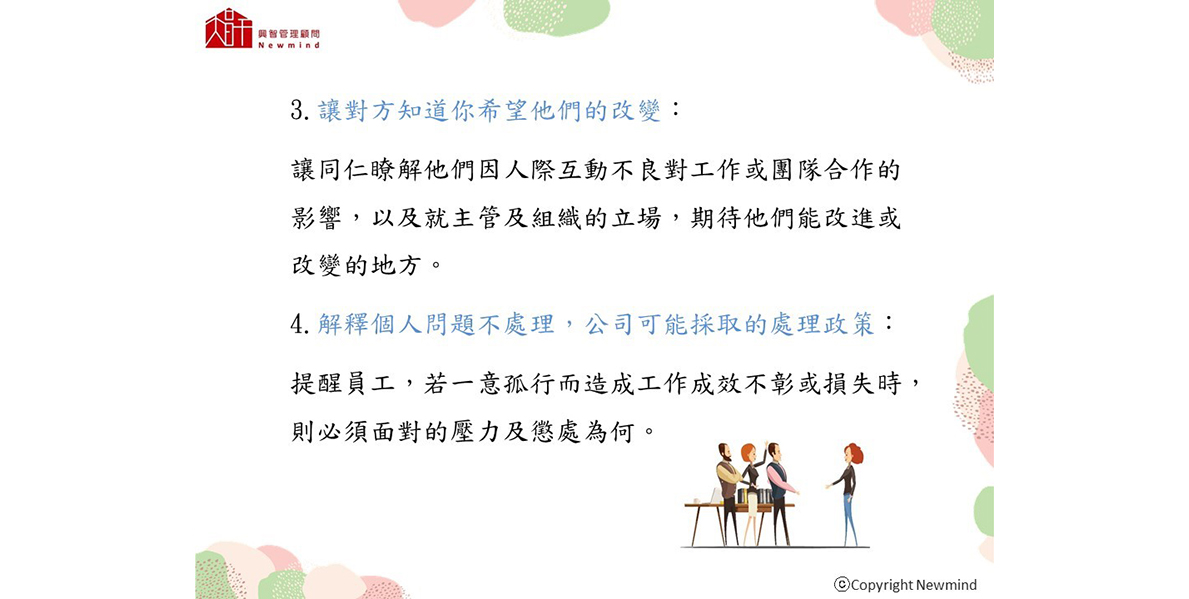 興智管理顧問
Newmind
3. 讓對方知道你希望他們的改變：
讓同仁瞭解他們因人際互動不良對工作或團隊合作的
影響，以及就主管及組織的立場，期待他們能改進或
改變的地方。
4. 解釋個人問題不處理，公司可能採取的處理政策：
提醒員工，若一意孤行而造成工作成效不彰或損失時，
則必須面對的壓力及懲處為何。
©Copyright Newmind